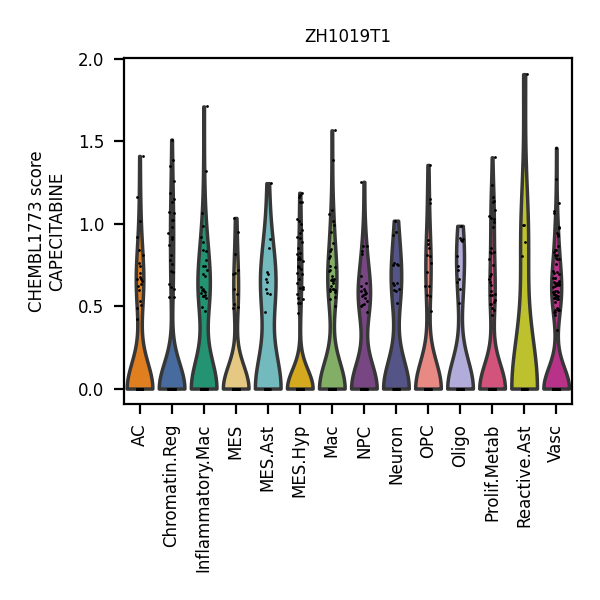 ZH1019T1
CHEMBL1773 score
CAPECITABINE
2.0
1.5
1.0
0.5
0.0
AC
Chromatin.Reg
Inflammatory.Mac
MES
MES.Ast
MES.Hyp
Mac
NPC
Neuron
OPC
Oligo
Prolif.Metab
Reactive.Ast
Vasc